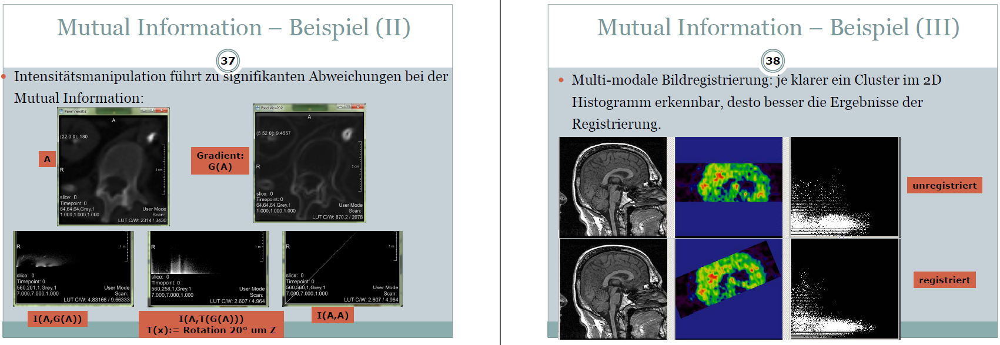 Mutual Information – Beispiel (II)
37
Intensitätsmanipulation führt zu signifikanten Abweichungen bei der
Mutual Information:
Panel View2D2
A
(22 0 0): 180
R
3 cm
slice: 0
Timepoint: 0
64,64,64,Grey,1
1.000,1.000,1.000
User Mode
Scan:
LUT C/W: 2314 / 3430
A
Panel View2D2
A
(5 52 0): 9.4557
R
3 cm
slice: 0
Timepoint: 0
64,64,64,Grey,1
1.000,1.000,1.000
User Mode
Scan:
LUT C/W: 870.2 / 2078
Gradient:
G(A)
R
1 m
slice: 0
Timepoint: 0
560,201,1,Grey,1
7.000,7.000,1.000
User Mode
Scan:
LUT C/W: 4.83166 / 9.66333
I(A,G(A))
R
1 m
slice: 0
Timepoint: 0
560,258,1,Grey,1
7.000,7.000,1.000
User Mode
Scan:
LUT C/W: 2.607 / 4.964
I(A,T(G(A)))
T(x):= Rotation 20° um Z
R
1 m
slice: 0
Timepoint: 0
560,560,1,Grey,1
7.000,7.000,1.000
User Mode
Scan:
LUT C/W: 2.607 / 4.964
I(A,A)
Mutual Information – Beispiel (III)
38
Multi-modale Bildregistrierung: je klarer ein Cluster im 2D
Histogramm erkennbar, desto besser die Ergebnisse der
Registrierung.
unregistriert
registriert